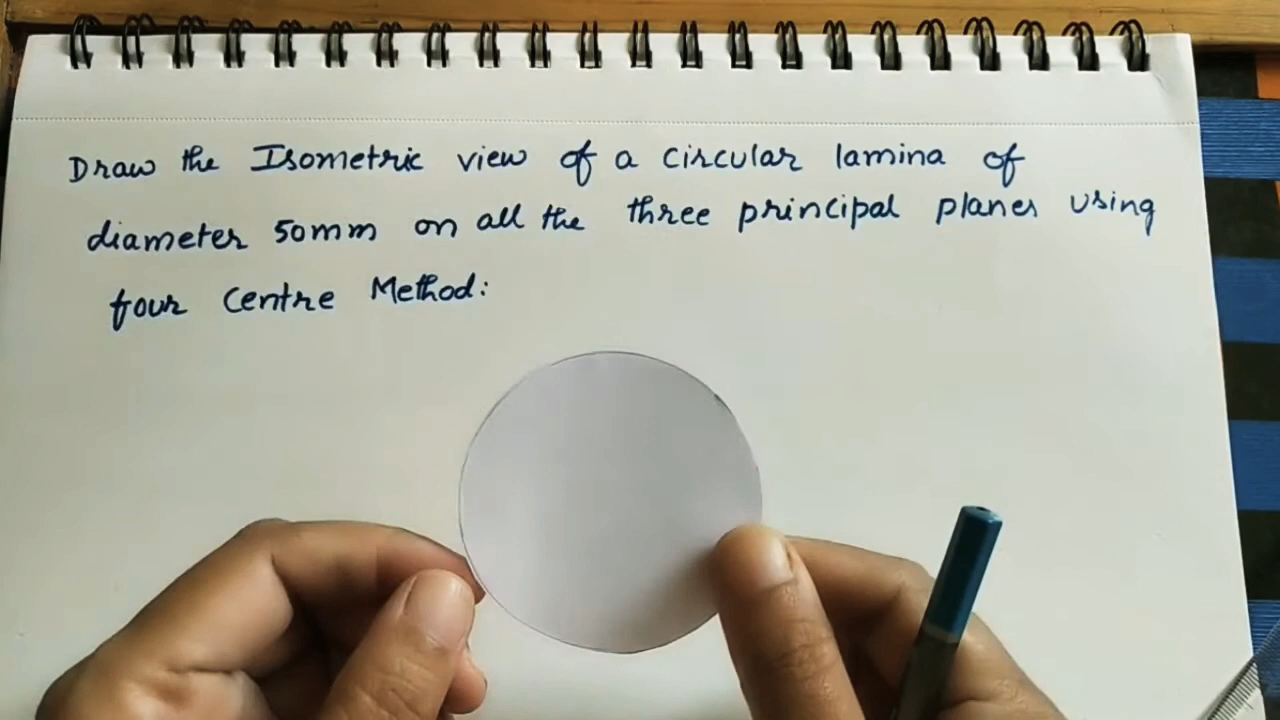 Draw the Isometric view of a circular lamina of
diameter 50mm on all the three principal planes using
four Centre Method: